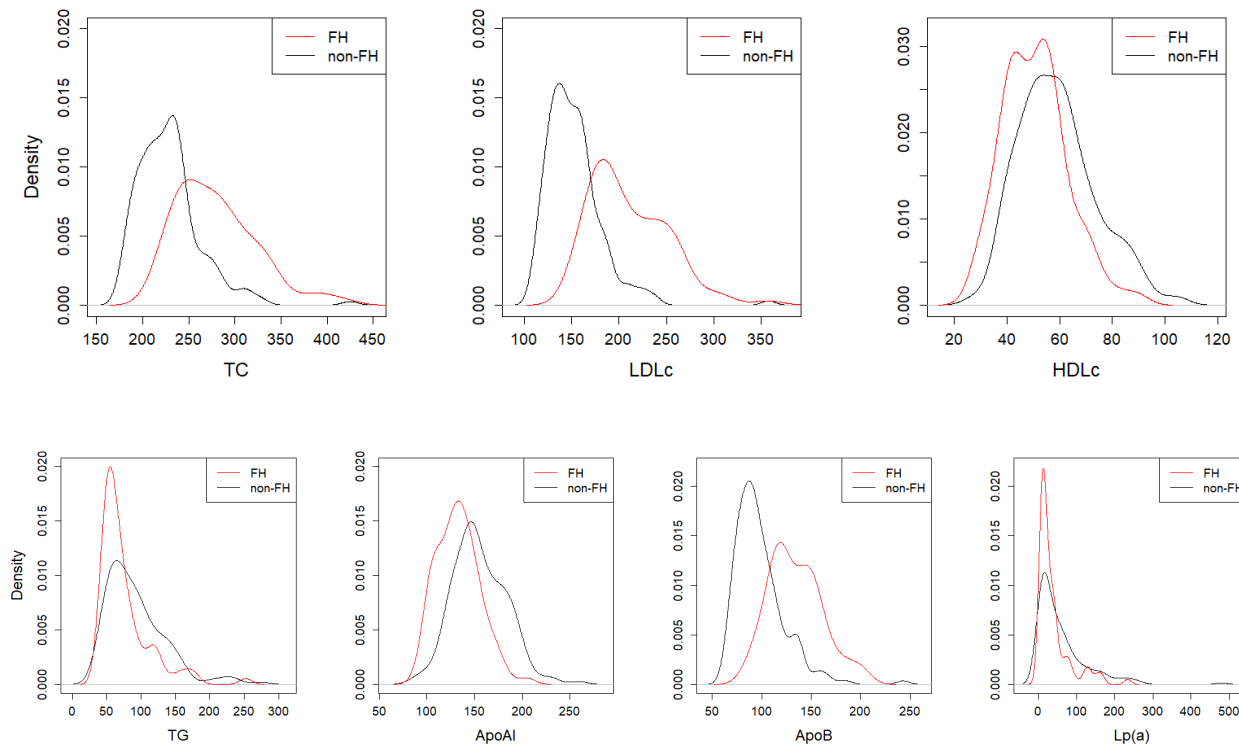 FH
non-FH
Density
0.000 0.005 0.010 0.015 0.020
150 200 250 300 350 400 450
TC
FH
non-FH
0.000 0.005 0.010 0.015 0.020
100 150 200 250 300 350
LDLc
FH
non-FH
0.000 0.010 0.020 0.030
20 40 60 80 100 120
HDLc
FH
non-FH
Density
0.000 0.005 0.010 0.015 0.020
0 50 100 150 200 250 300
TG
FH
non-FH
0.000 0.005 0.010 0.015 0.020
50 100 150 200 250
ApoAI
FH
non-FH
0.000 0.005 0.010 0.015 0.020
50 100 150 200 250
ApoB
FH
non-FH
0.000 0.005 0.010 0.015 0.020
0 100 200 300 400 500
Lp(a)